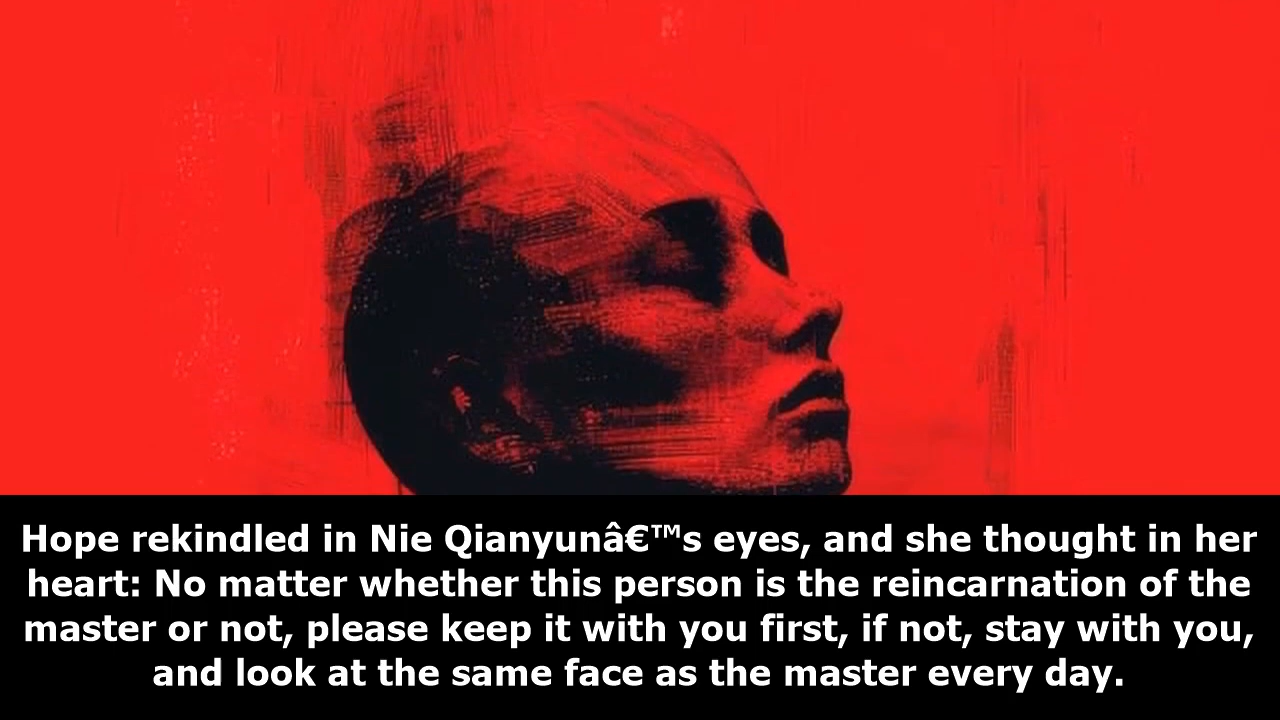 Hope rekindled in Nie Qianyunâ€™s eyes, and she thought in her
heart: No matter whether this person is the reincarnation of the
master or not, please keep it with you first, if not, stay with you,
and look at the same face as the master every day.